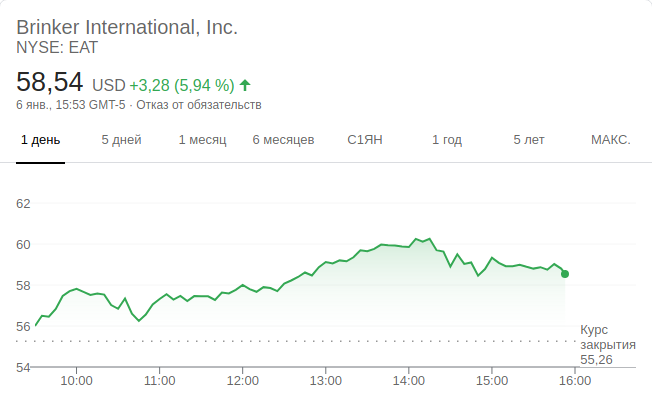 Brinker International, Inc.
NYSE: EAT
58,54 USD +3,28 (5,94 %)
6 янв., 15:53 GMT-5 · Отказ от обязательств
1 день 5 дней 1 месяц 6 месяцев С1ЯН 1 год 5 лет МАКС.
62
60
58
56
Курс
закрытия
55,26
54
10:00 11:00 12:00 13:00 14:00 15:00 16:00